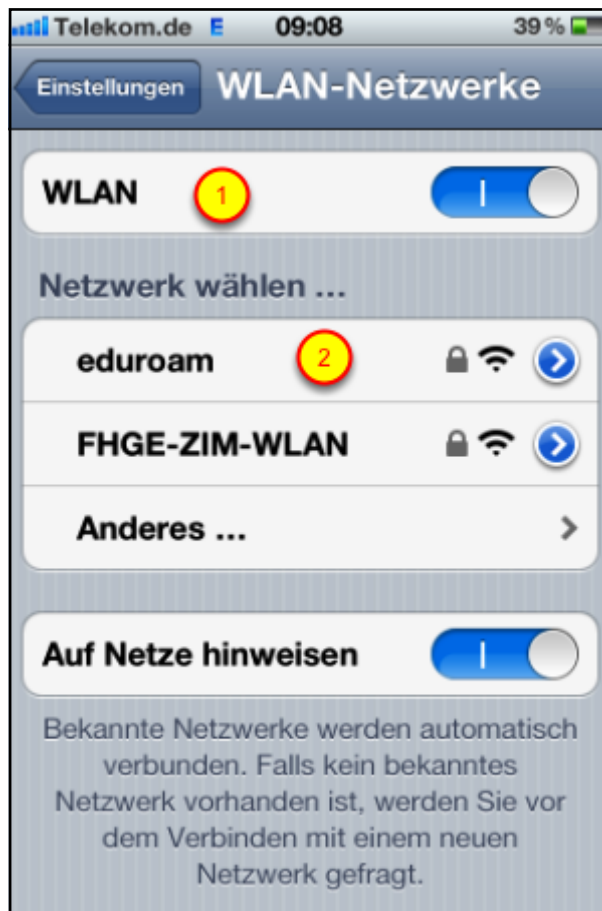 Telekom.de E 09:08 39 %
Einstellungen WLAN-Netzwerke
WLAN 1
Netzwerk wählen ...
eduroam 2
FHGE-ZIM-WLAN
Anderes ...
Auf Netze hinweisen
Bekannte Netzwerke werden automatisch
verbunden. Falls kein bekanntes
Netzwerk vorhanden ist, werden Sie vor
dem Verbinden mit einem neuen
Netzwerk gefragt.